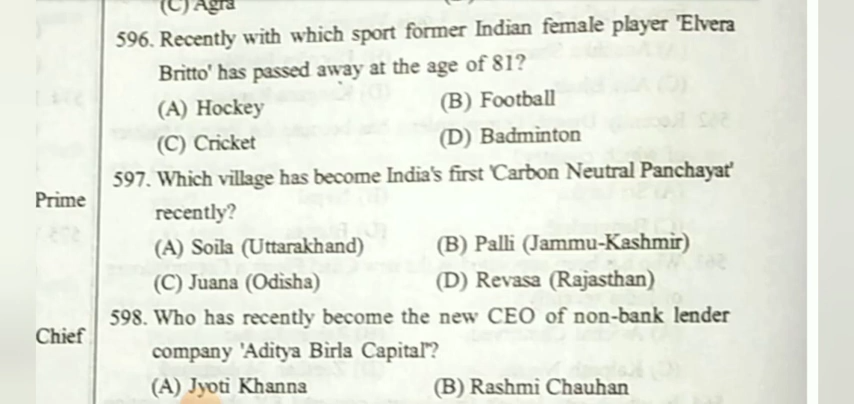 (C) Agra
596. Recently with which sport former Indian female player 'Elvera
Britto' has passed away at the age of 81?
(A) Hockey (B) Football
(C) Cricket (D) Badminton
597. Which village has become India's first 'Carbon Neutral Panchayat'
Prime
recently?
(A) Soila (Uttarakhand) (B) Palli (Jammu-Kashmir)
(C) Juana (Odisha) (D) Revasa (Rajasthan)
598. Who has recently become the new CEO of non-bank lender
Chief
company 'Aditya Birla Capital'?
(A) Jyoti Khanna (B) Rashmi Chauhan